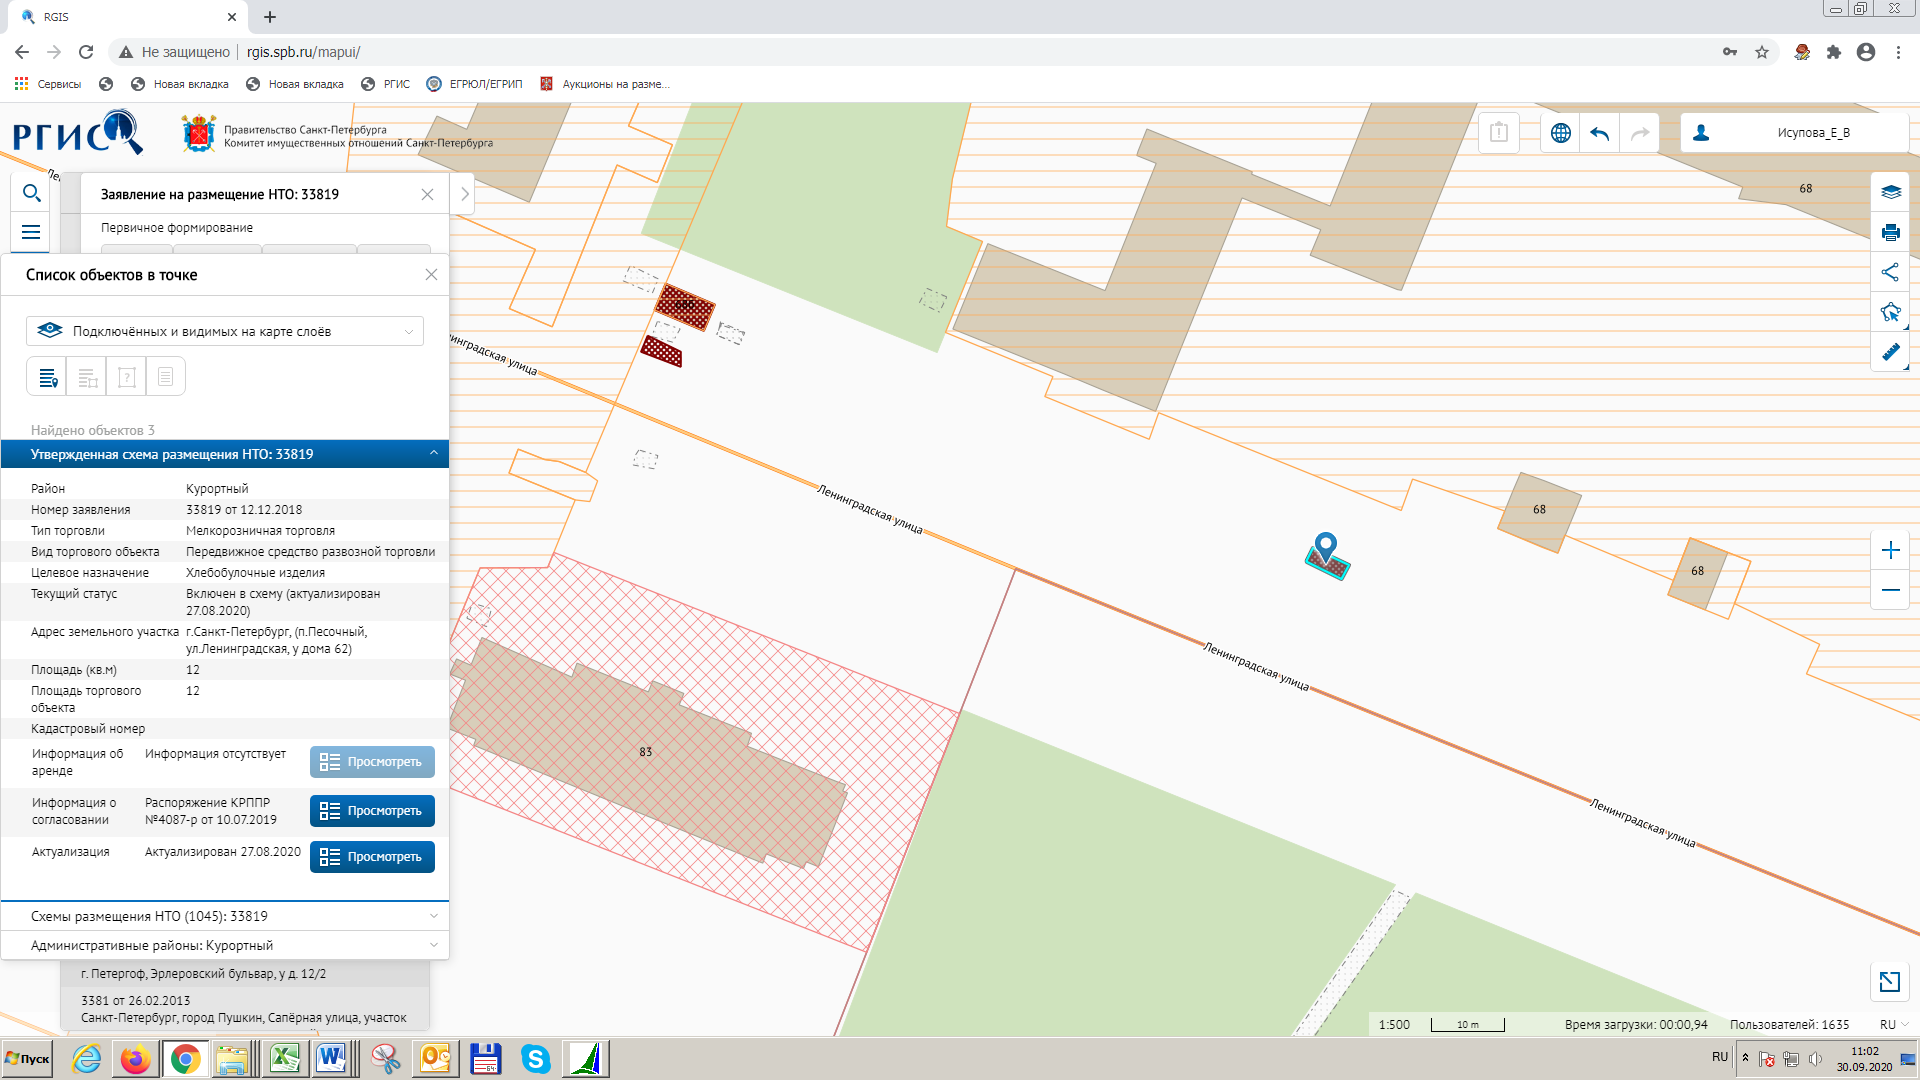 RGIS
Не защищено
rgis.spb.ru/mapui/
Сервисы
Новая вкладка
Новая вкладка
РГИС
ЕГРЮЛ/ЕГРИП
Аукционы на разме...
РГИС
Правительство Санкт-Петербурга
Комитет имущественных отношений Санкт-Петербурга
Исупова_Е_В
Заявление на размещение НТО: 33819
Первичное формирование
Список объектов в точке
Подключённых и видимых на карте слоёв
Найдено объектов 3
Утвержденная схема размещения НТО: 33819
Район Курортный
Номер заявления 33819 от 12.12.2018
Тип торговли Мелкорозничная торговля
Вид торгового объекта Передвижное средство развозной торговли
Целевое назначение Хлебобулочные изделия
Текущий статус Включен в схему (актуализирован
27.08.2020)
Адрес земельного участка г.Санкт-Петербург, (п.Песочный,
ул.Ленинградская, у дома 62)
Площадь (кв.м) 12
Площадь торгового 12
объекта
Кадастровый номер
Информация об Информация отсутствует Просмотреть
аренде
Информация о Распоряжение КРППР Просмотреть
согласовании №4087-р от 10.07.2019
Актуализация Актуализирован 27.08.2020 Просмотреть
Схемы размещения НТО (1045): 33819
Административные районы: Курортный
г. Петергоф, Эрлеровский бульвар, у д. 12/2
3381 от 26.02.2013
Санкт-Петербург, город Пушкин, Сапёрная улица, участок
68
нинградская улица
Ленинградская улица
68
68
Ленинградская улица
83
Ленинградская улица
1:500
10 m
Время загрузки: 00:00,94
Пользователей: 1635
RU
Пуск
RU
11:02
30.09.2020